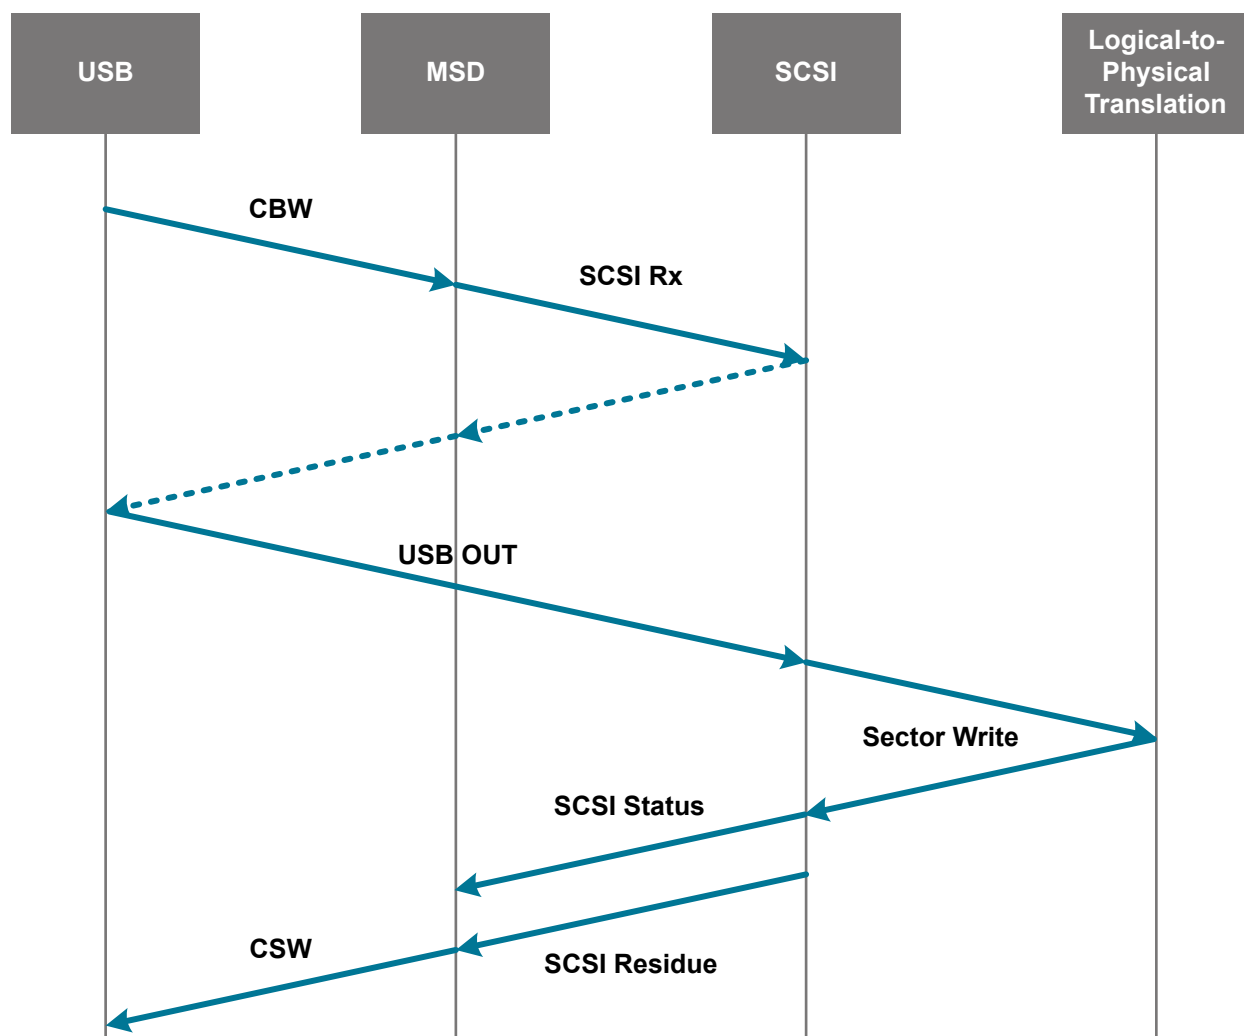 USB
MSD
SCSI
Logical-to-
Physical
Translation
CBW
SCSI Rx
USB OUT
Sector Write
SCSI Status
CSW
SCSI Residue